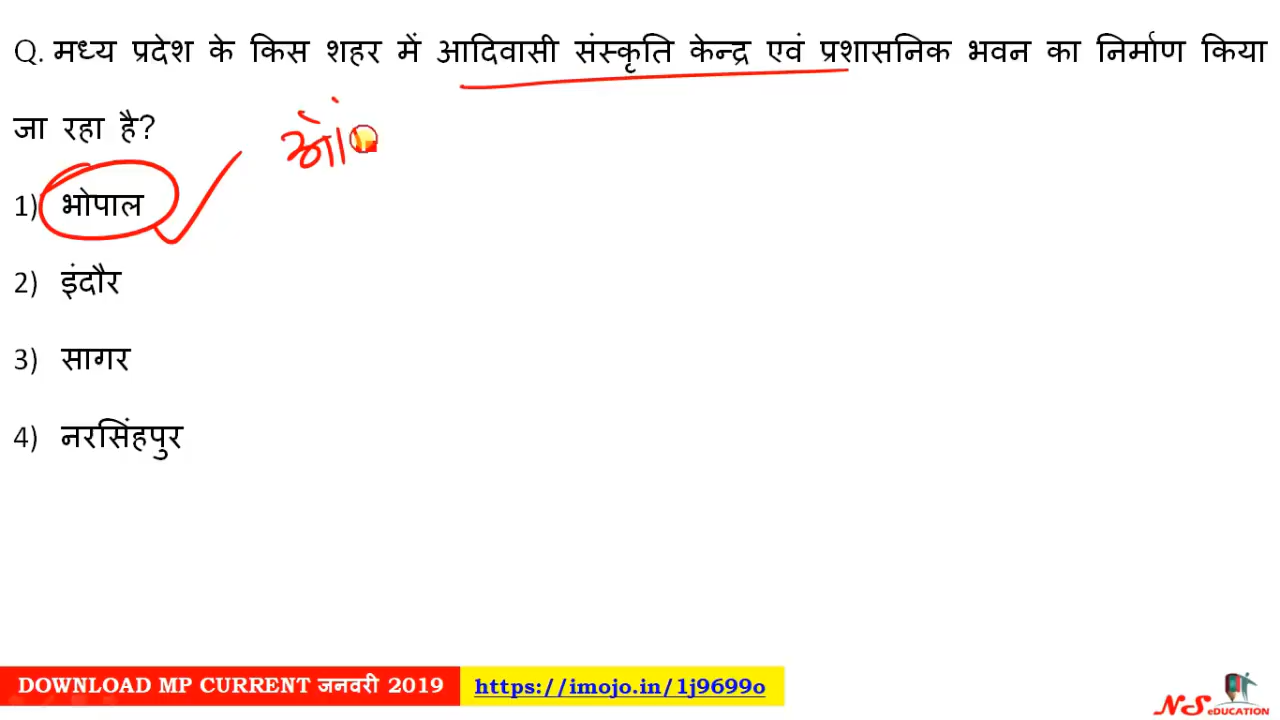 Q. मध्य प्रदेश के किस शहर में आदिवासी संस्कृति केन्द्र एवं प्रशासनिक भवन का निर्माण किया
जा रहा है?
1) भोपाल
2) इंदौर
3) सागर
4) नरसिंहपुर
DOWNLOAD MP CURRENT जनवरी 2019 https://imojo.in/1j9699o
NS eDUCATION